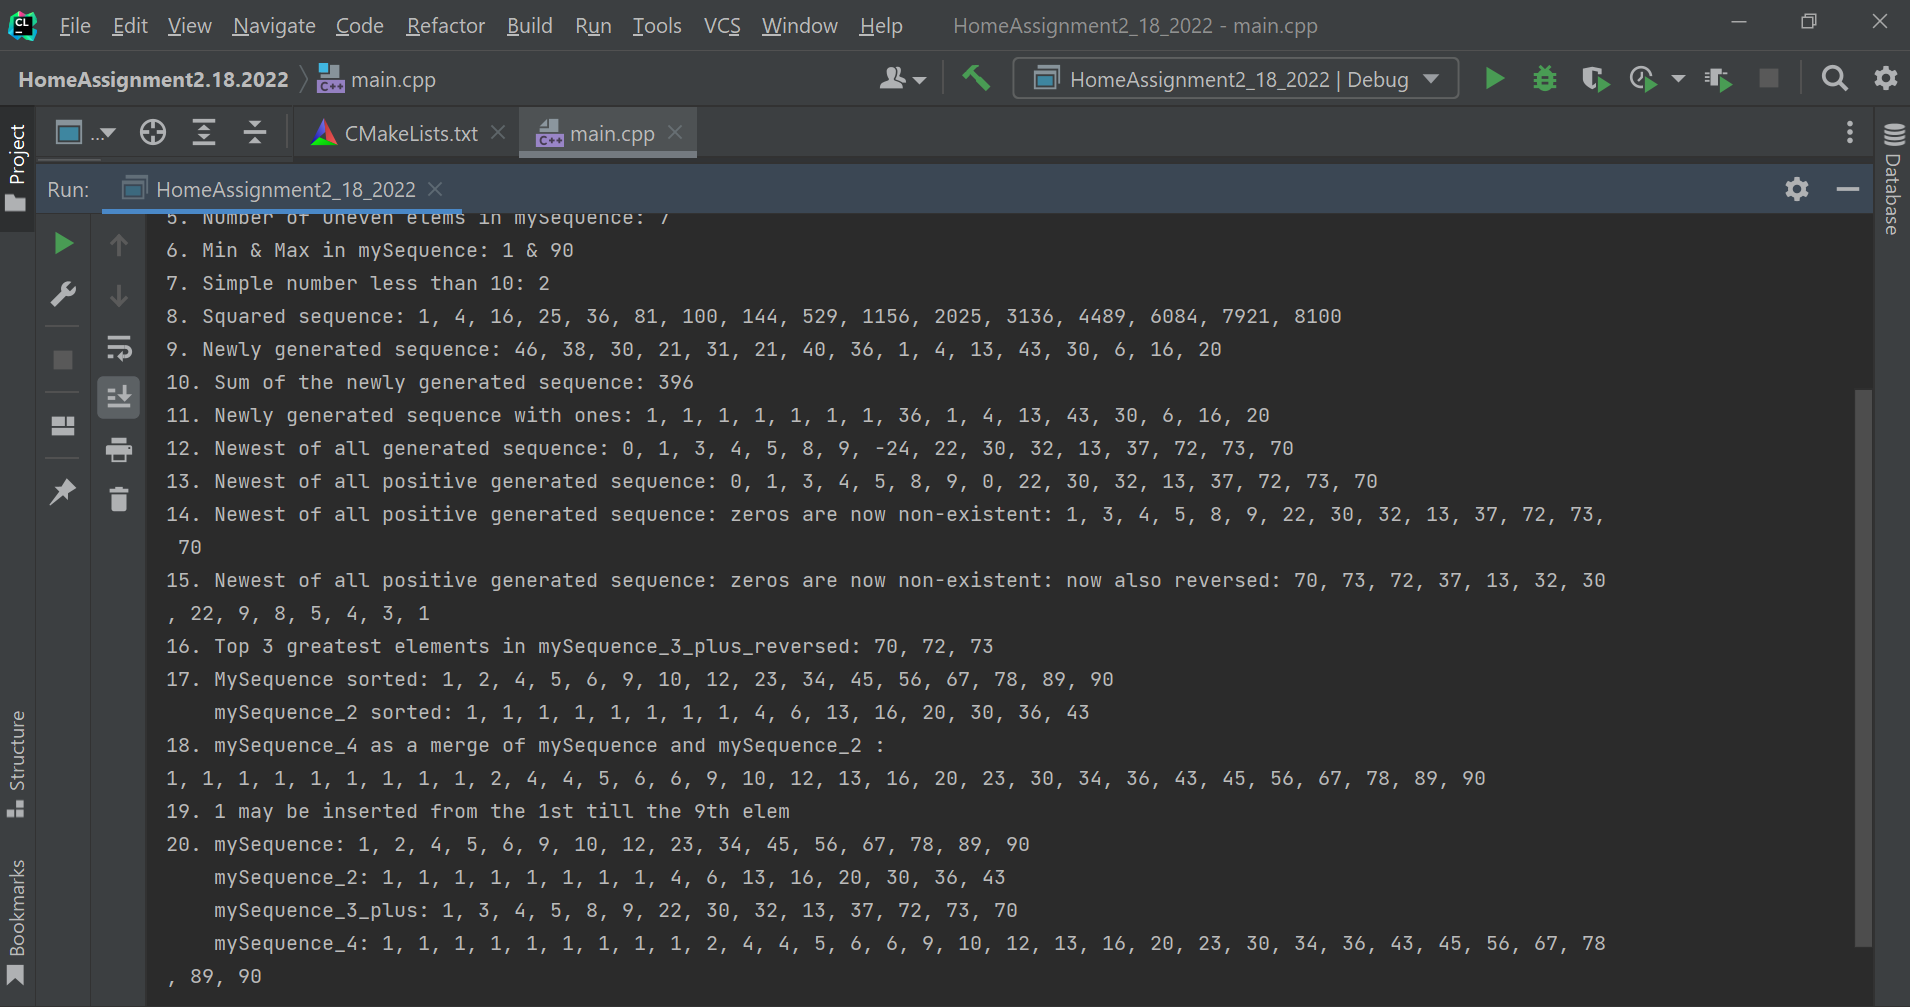 CL
File Edit View Navigate Code Refactor Build Run Tools VCS Window Help HomeAssignment2_18_2022 - main.cpp
HomeAssignment2.18.2022 main.cpp HomeAssignment2_18_2022 | Debug
Project ... CMakeLists.txt main.cpp
Database
Run: HomeAssignment2_18_2022
5. Number of uneven elems in mySequence: 7
6. Min & Max in mySequence: 1 & 90
7. Simple number less than 10: 2
8. Squared sequence: 1, 4, 16, 25, 36, 81, 100, 144, 529, 1156, 2025, 3136, 4489, 6084, 7921, 8100
9. Newly generated sequence: 46, 38, 30, 21, 31, 21, 40, 36, 1, 4, 13, 43, 30, 6, 16, 20
10. Sum of the newly generated sequence: 396
11. Newly generated sequence with ones: 1, 1, 1, 1, 1, 1, 1, 36, 1, 4, 13, 43, 30, 6, 16, 20
12. Newest of all generated sequence: 0, 1, 3, 4, 5, 8, 9, -24, 22, 30, 32, 13, 37, 72, 73, 70
13. Newest of all positive generated sequence: 0, 1, 3, 4, 5, 8, 9, 0, 22, 30, 32, 13, 37, 72, 73, 70
14. Newest of all positive generated sequence: zeros are now non-existent: 1, 3, 4, 5, 8, 9, 22, 30, 32, 13, 37, 72, 73,
70
15. Newest of all positive generated sequence: zeros are now non-existent: now also reversed: 70, 73, 72, 37, 13, 32, 30
, 22, 9, 8, 5, 4, 3, 1
16. Top 3 greatest elements in mySequence_3_plus_reversed: 70, 72, 73
17. MySequence sorted: 1, 2, 4, 5, 6, 9, 10, 12, 23, 34, 45, 56, 67, 78, 89, 90
mySequence_2 sorted: 1, 1, 1, 1, 1, 1, 1, 1, 4, 6, 13, 16, 20, 30, 36, 43
18. mySequence_4 as a merge of mySequence and mySequence_2 :
1, 1, 1, 1, 1, 1, 1, 1, 1, 2, 4, 4, 5, 6, 6, 9, 10, 12, 13, 16, 20, 23, 30, 34, 36, 43, 45, 56, 67, 78, 89, 90
19. 1 may be inserted from the 1st till the 9th elem
20. mySequence: 1, 2, 4, 5, 6, 9, 10, 12, 23, 34, 45, 56, 67, 78, 89, 90
mySequence_2: 1, 1, 1, 1, 1, 1, 1, 1, 4, 6, 13, 16, 20, 30, 36, 43
mySequence_3_plus: 1, 3, 4, 5, 8, 9, 22, 30, 32, 13, 37, 72, 73, 70
mySequence_4: 1, 1, 1, 1, 1, 1, 1, 1, 1, 2, 4, 4, 5, 6, 6, 9, 10, 12, 13, 16, 20, 23, 30, 34, 36, 43, 45, 56, 67, 78
, 89, 90
Structure
Bookmarks